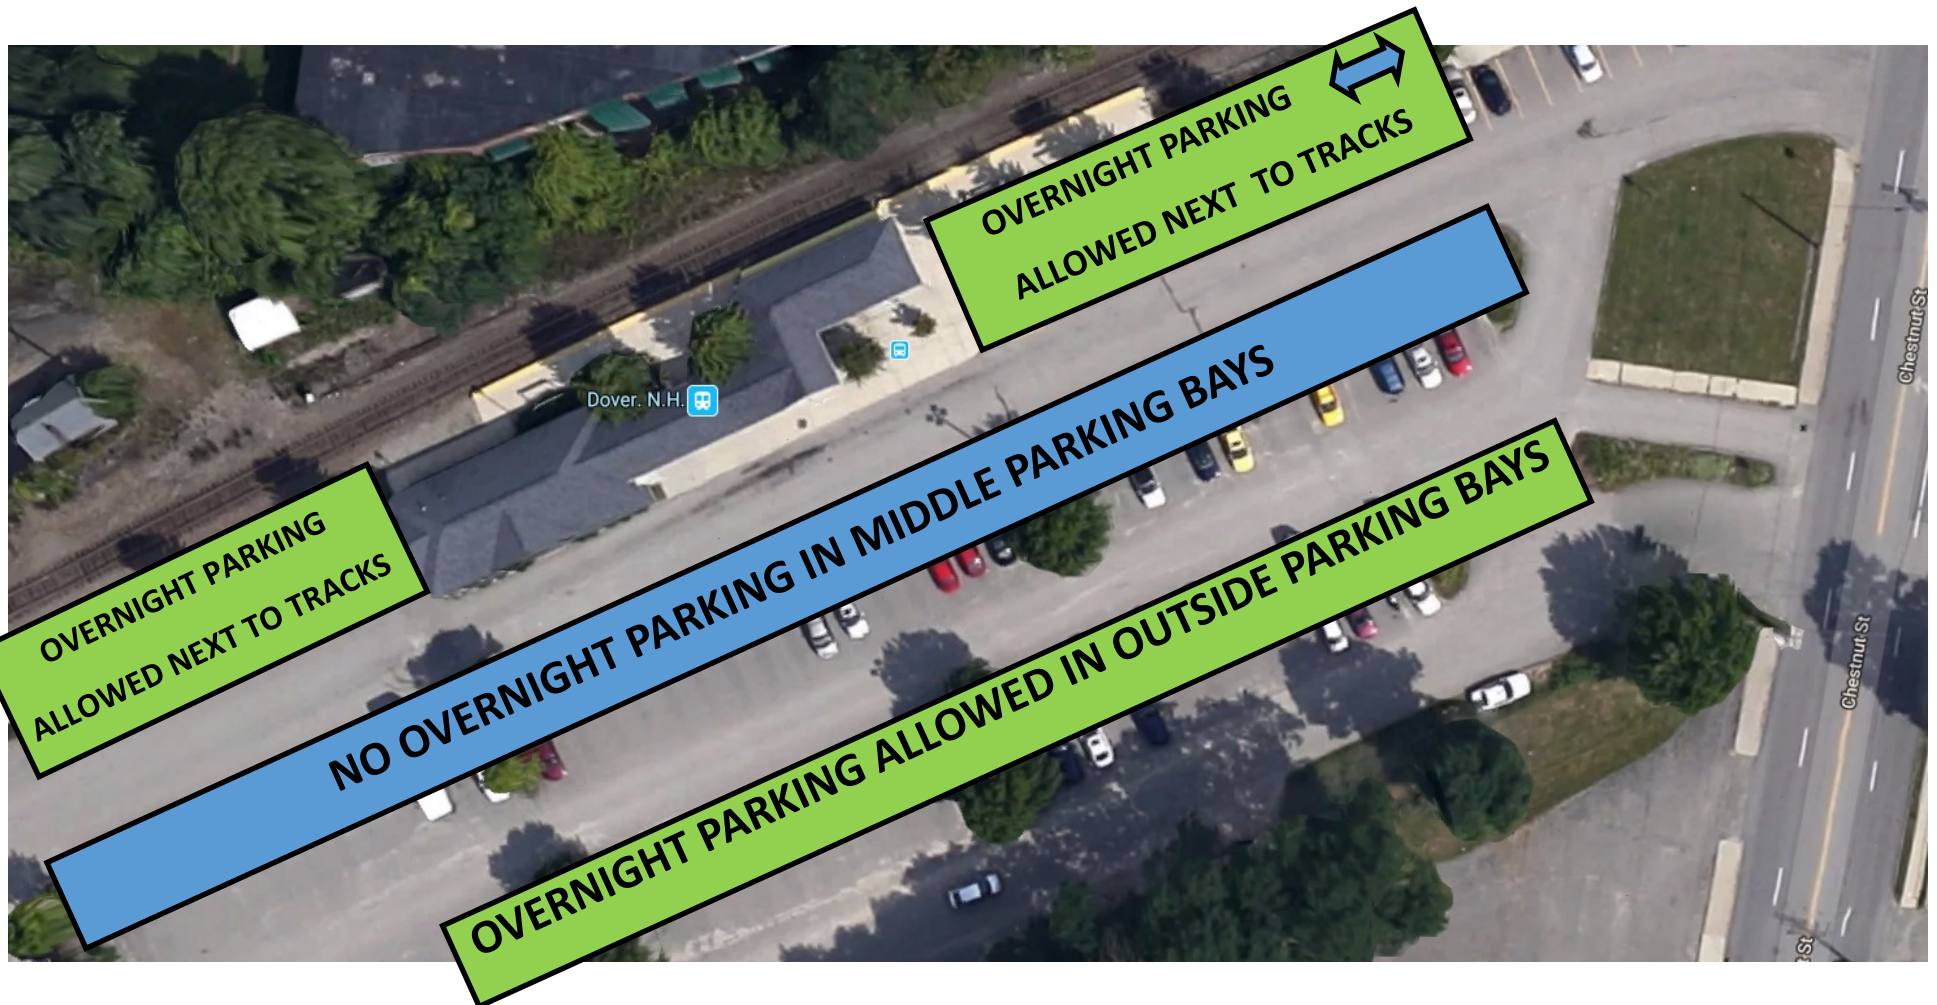 OVERNIGHT PARKING
ALLOWED NEXT  TO TRACKS
Chestnut St
Dover. N.H.
NO OVERNIGHT PARKING IN MIDDLE PARKING BAYS
OVERNIGHT PARKING
ALLOWED NEXT TO TRACKS
OVERNIGHT PARKING ALLOWED IN OUTSIDE PARKING BAYS
Chestnut St
St